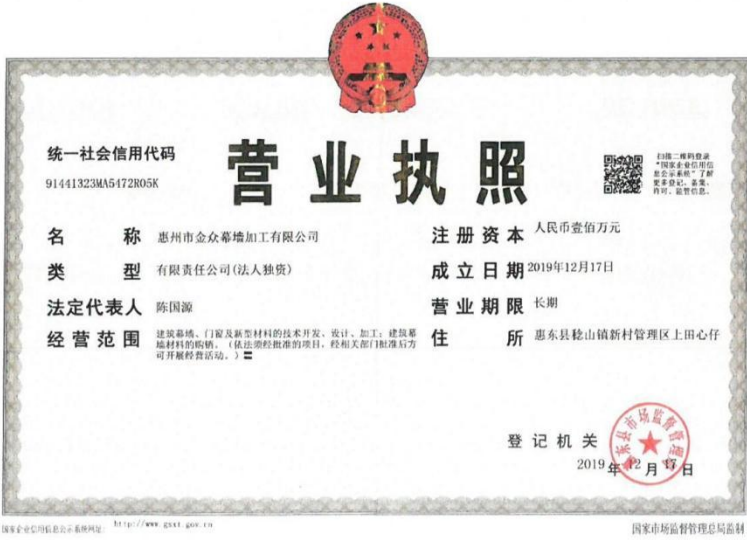 统一社会信用代码
91441323MA5472R05K
营业执照
扫描二维码登录
“国家企业信用信
息公示系统”了解
更多登记、备案、
许可、监管信息。
名称 惠州市金众幕墙加工有限公司
类型 有限责任公司(法人独资)
法定代表人 陈国源
经营范围 建筑幕墙、门窗及新型材料的技术开发、设计、加工；建筑幕
墙材料的购销。（依法须经批准的项目，经相关部门批准后方
可开展经营活动。）〓
注册资本 人民币壹佰万元
成立日期 2019年12月17日
营业期限 长期
住所 惠东县稔山镇新村管理区上田心仔
登记机关
惠东县市场监督管理局
2019年12月17日
国家企业信用信息公示系统网址: http://www.gsxt.gov.cn
国家市场监督管理总局监制